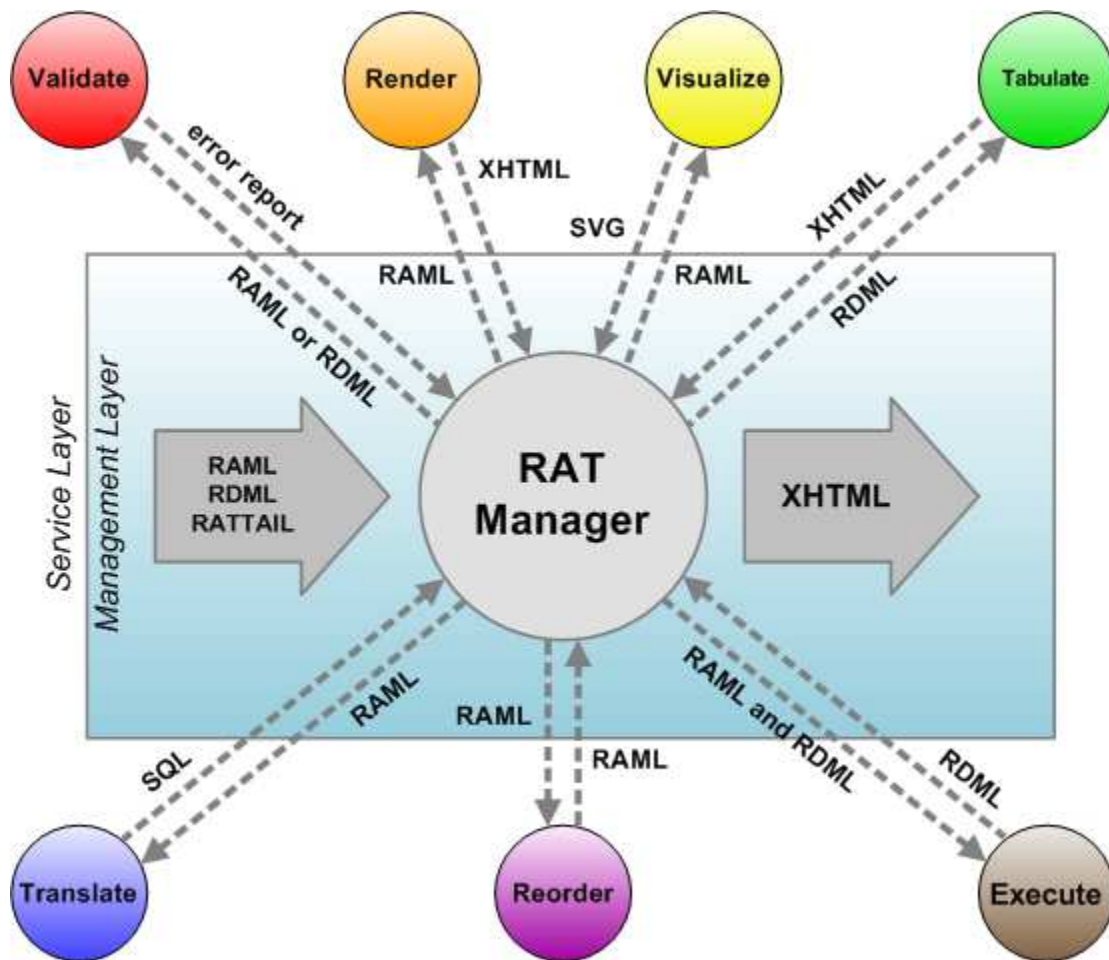 Validate
Render
Visualize
Tabulate
error report
XHTML
SVG
XHTML
RAML or RDML
RAML
RAML
RDML
Service Layer
Management Layer
RAML
RDML
RATTAIL
RAT
Manager
XHTML
SQL
RAML
RAML
RAML
RAML and RDML
RDML
Translate
Reorder
Execute